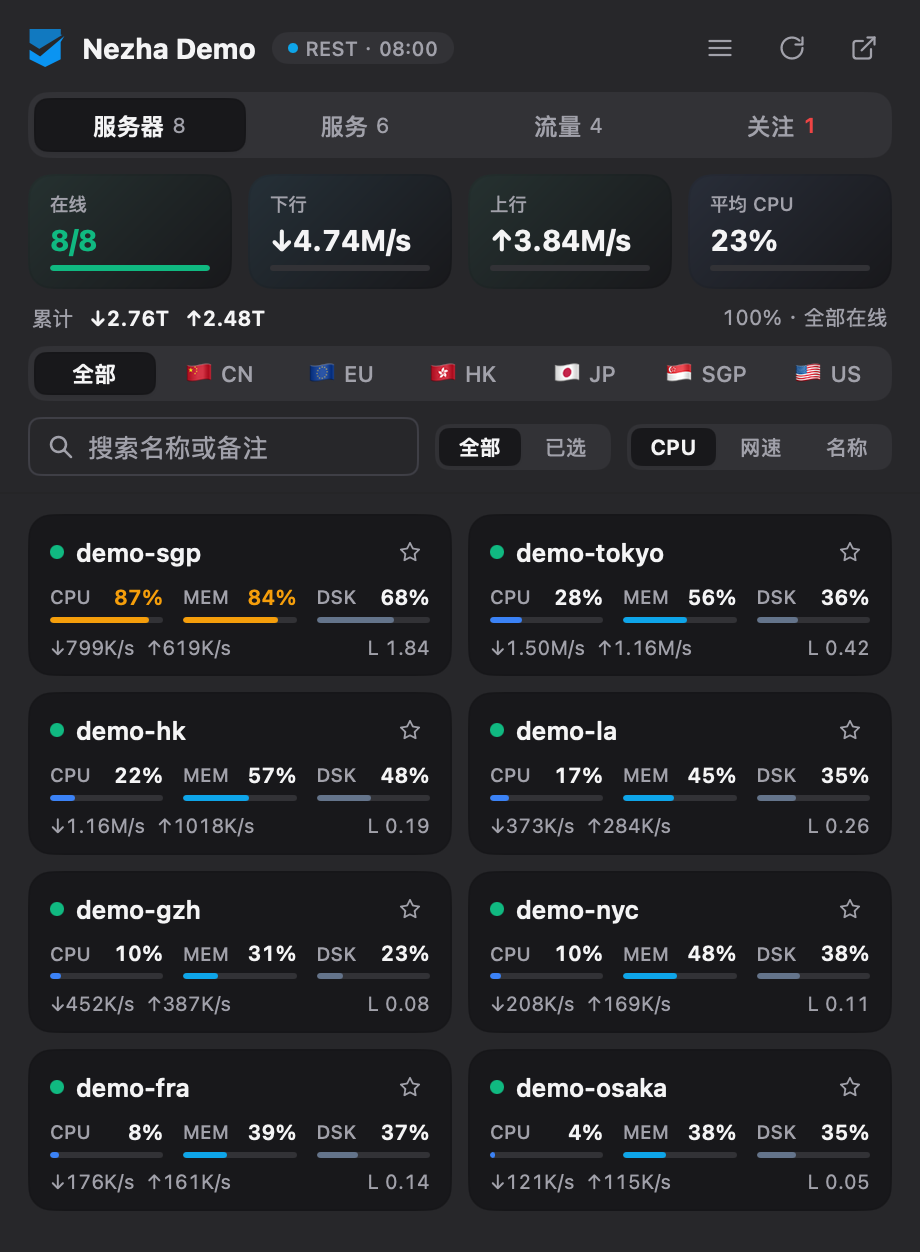 Nezha Demo REST · 08:00
服务器 8 服务 6 流量 4 关注 1
在线 下行 上行 平均 CPU
8/8 ↓4.74M/s ↑3.84M/s 23%
累计 ↓2.76T ↑2.48T 100% · 全部在线
全部 🇨🇳 CN 🇪🇺 EU 🇭🇰 HK 🇯🇵 JP 🇸🇬 SGP 🇺🇸 US
搜索名称或备注 全部 已选 CPU 网速 名称
demo-sgp
CPU 87% MEM 84% DSK 68%
↓799K/s ↑619K/s L 1.84
demo-tokyo
CPU 28% MEM 56% DSK 36%
↓1.50M/s ↑1.16M/s L 0.42
demo-hk
CPU 22% MEM 57% DSK 48%
↓1.16M/s ↑1018K/s L 0.19
demo-la
CPU 17% MEM 45% DSK 35%
↓373K/s ↑284K/s L 0.26
demo-gzh
CPU 10% MEM 31% DSK 23%
↓452K/s ↑387K/s L 0.08
demo-nyc
CPU 10% MEM 48% DSK 38%
↓208K/s ↑169K/s L 0.11
demo-fra
CPU 8% MEM 39% DSK 37%
↓176K/s ↑161K/s L 0.14
demo-osaka
CPU 4% MEM 38% DSK 35%
↓121K/s ↑115K/s L 0.05